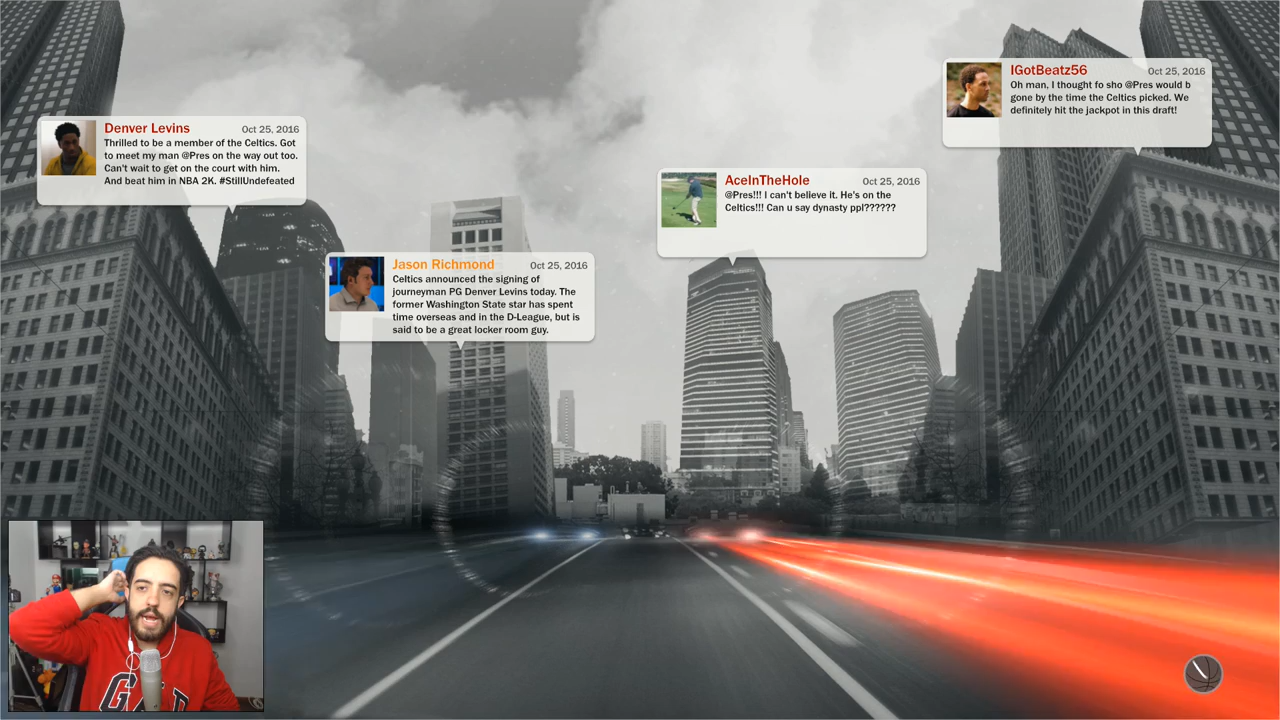 Denver Levins Oct 25, 2016
Thrilled to be a member of the Celtics. Got
to meet my man @Pres on the way out too.
Can't wait to get on the court with him.
And beat him in NBA 2K. #StillUndefeated
Jason Richmond Oct 25, 2016
Celtics announced the signing of
journeyman PG Denver Levins today. The
former Washington State star has spent
time overseas and in the D-League, but is
said to be a great locker room guy.
AceInTheHole Oct 25, 2016
@Pres!!! I can't believe it. He's on the
Celtics!!! Can u say dynasty ppl??????
IGotBeatz56 Oct 25, 2016
Oh man, I thought fo sho @Pres would b
gone by the time the Celtics picked. We
definitely hit the jackpot in this draft!